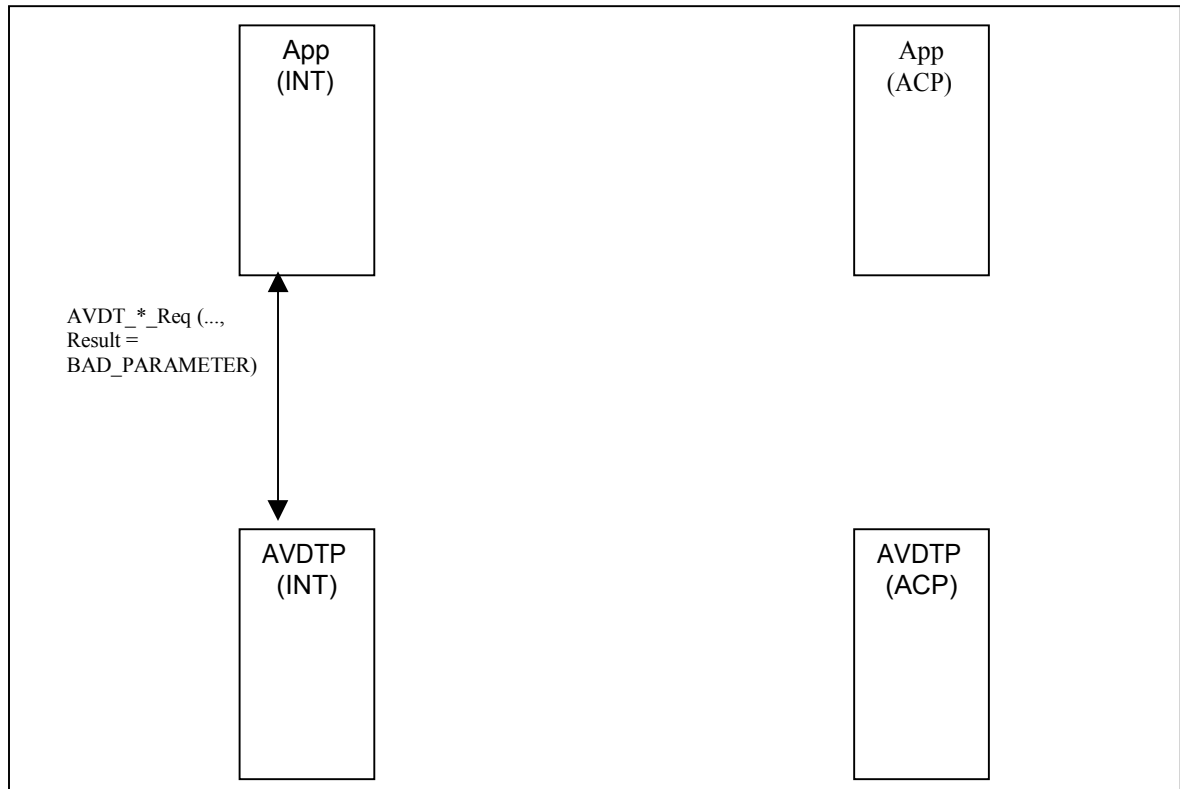 App
(INT)
App
(ACP)
AVDT_*_Req (...,
Result =
BAD_PARAMETER)
AVDTP
(INT)
AVDTP
(ACP)